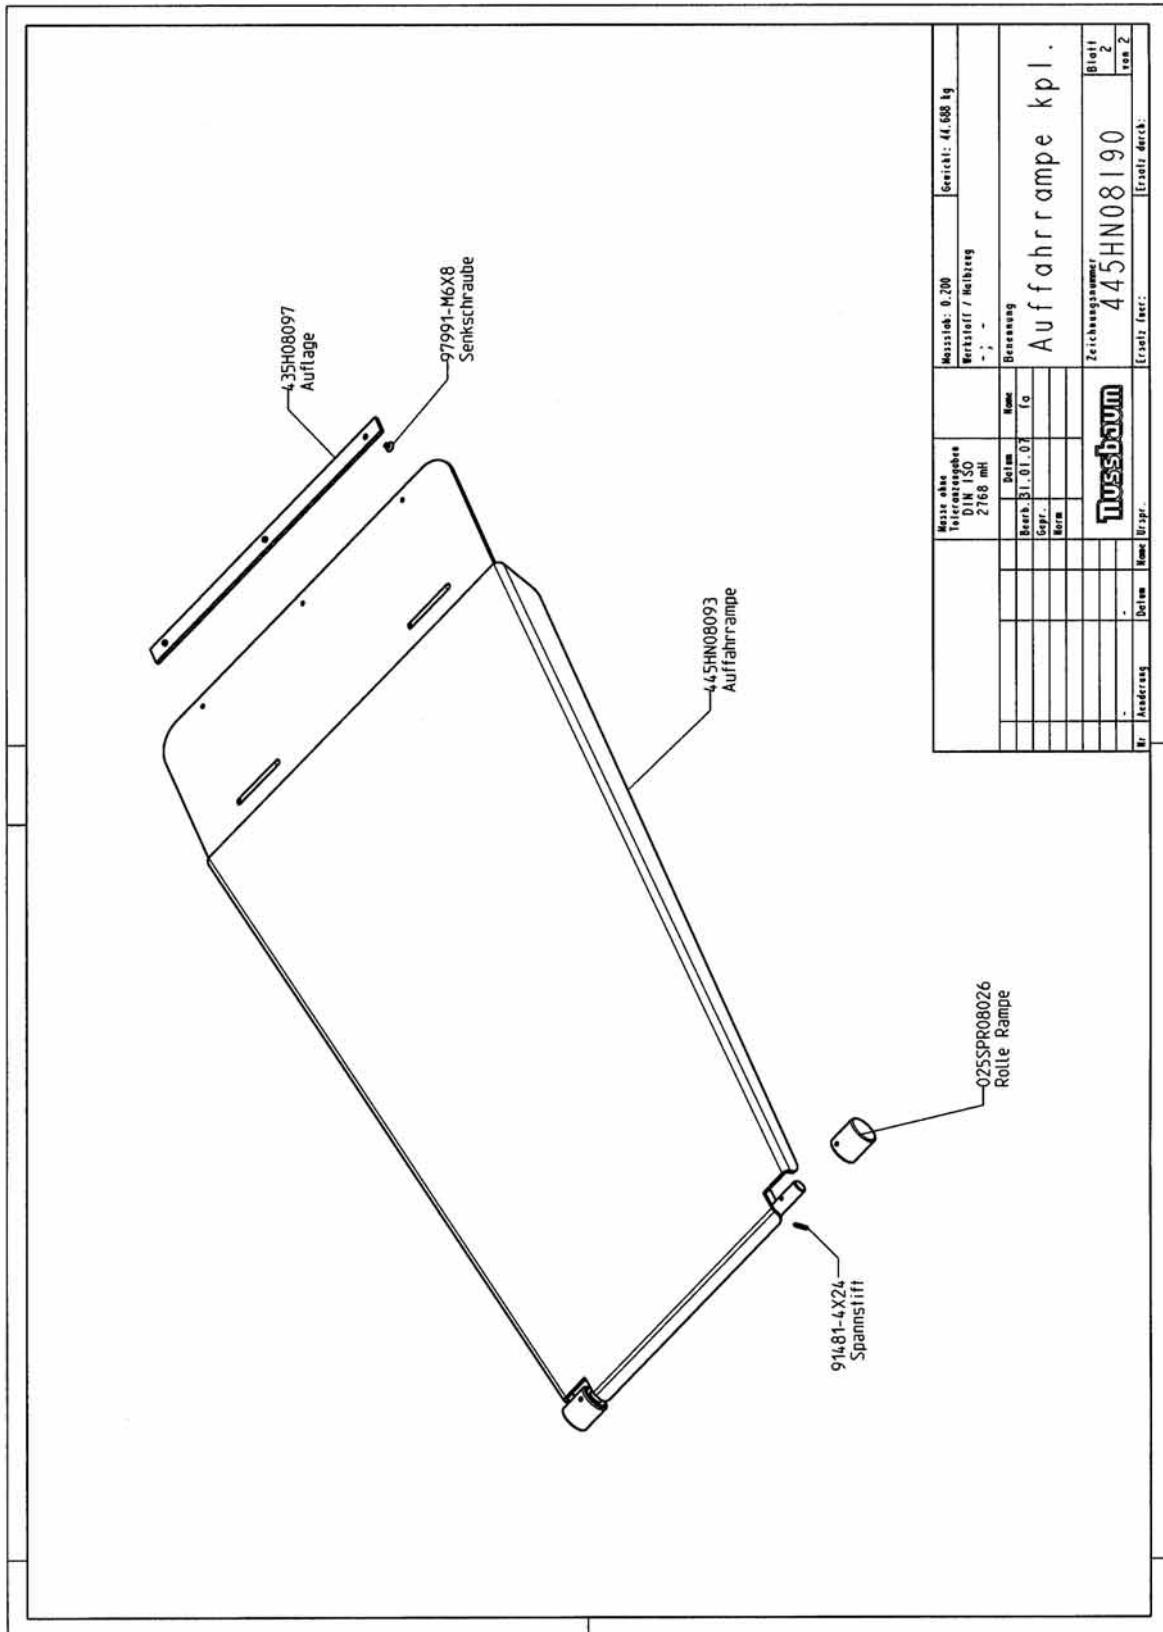 435H08097
Auflage
97991-M6X8
Senkschraube
445HN08093
Auffahrrampe
025SPR08026
Rolle Rampe
91481-4X24
Spannstift
Masse ohne
Toleranzangaben
DIN ISO
2768 mH
Massstab: 0.200
Gewicht: 44.688 kg
Werkstoff / Halbzeug
-; -
Datum
Name
Bearb.
31.01.07
fa
Gepr.
Norm
Benennung
Auffahrrampe kpl.
nussbaum
Zeichnungsnummer
445HN08190
Blatt
2
von 2
-
-
Nr
Aenderung
Datum
Name
Urspr.
Ersatz fuer:
Ersatz durch: